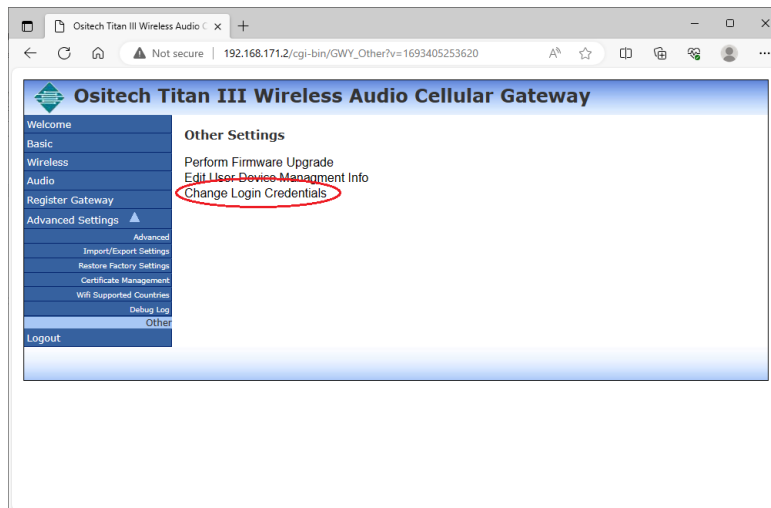 Ositech Titan III Wireless Audio C
Not secure | 192.168.171.2/cgi-bin/GWY_Other?v=1693405253620
Ositech Titan III Wireless Audio Cellular Gateway
Welcome
Basic
Wireless
Audio
Register Gateway
Advanced Settings
Advanced
Import/Export Settings
Restore Factory Settings
Certificate Management
Wifi Supported Countries
Debug Log
Other
Logout
Other Settings
Perform Firmware Upgrade
Edit User Device Managment Info
Change Login Credentials